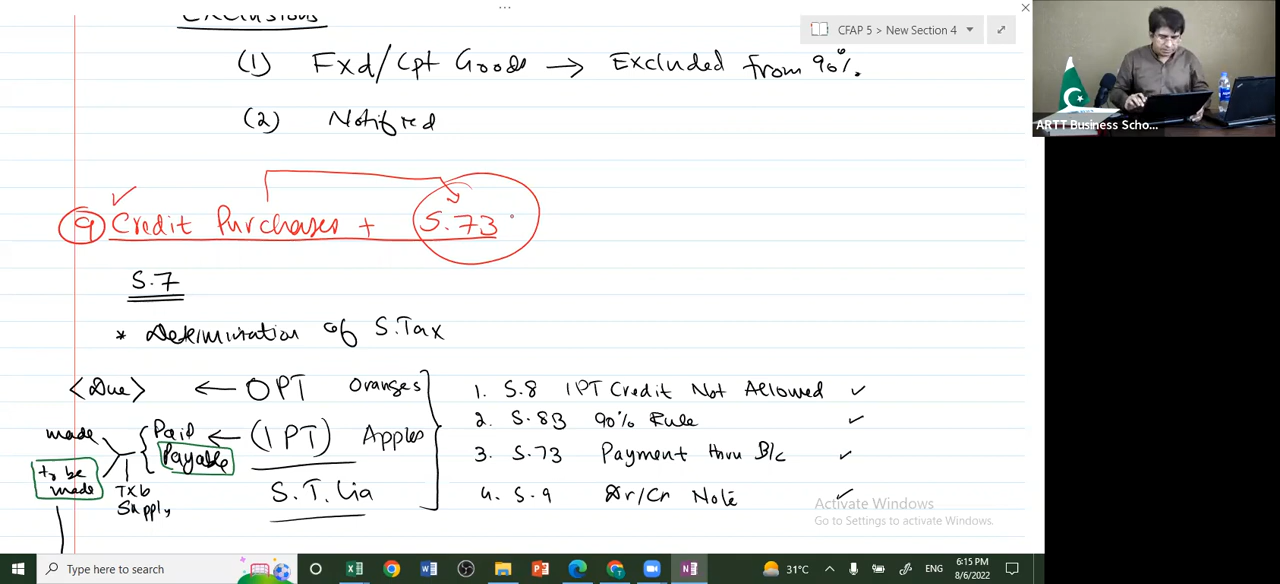 Exclusions
CFAP 5 > New Section 4
ARTT Business Scho...
(1) Fxd/Cpt Goods → Excluded from 90%.
(2) Notified
9 Credit Purchases + S.73
S.7
* Determination of S.Tax
<Due> ← OPT Oranges
made Paid ← (IPT) Apples
Payable
to be made
Txb Supply
S.T.Lia
1. S.8 IPT Credit Not Allowed ✓
2. S.8B 90% Rule ✓
3. S.73 Payment thru B/c ✓
4. S.9 Dr/Cr Note ✓
Activate Windows
Go to Settings to activate Windows.
Type here to search
31°C
ENG
6:15 PM
8/6/2022